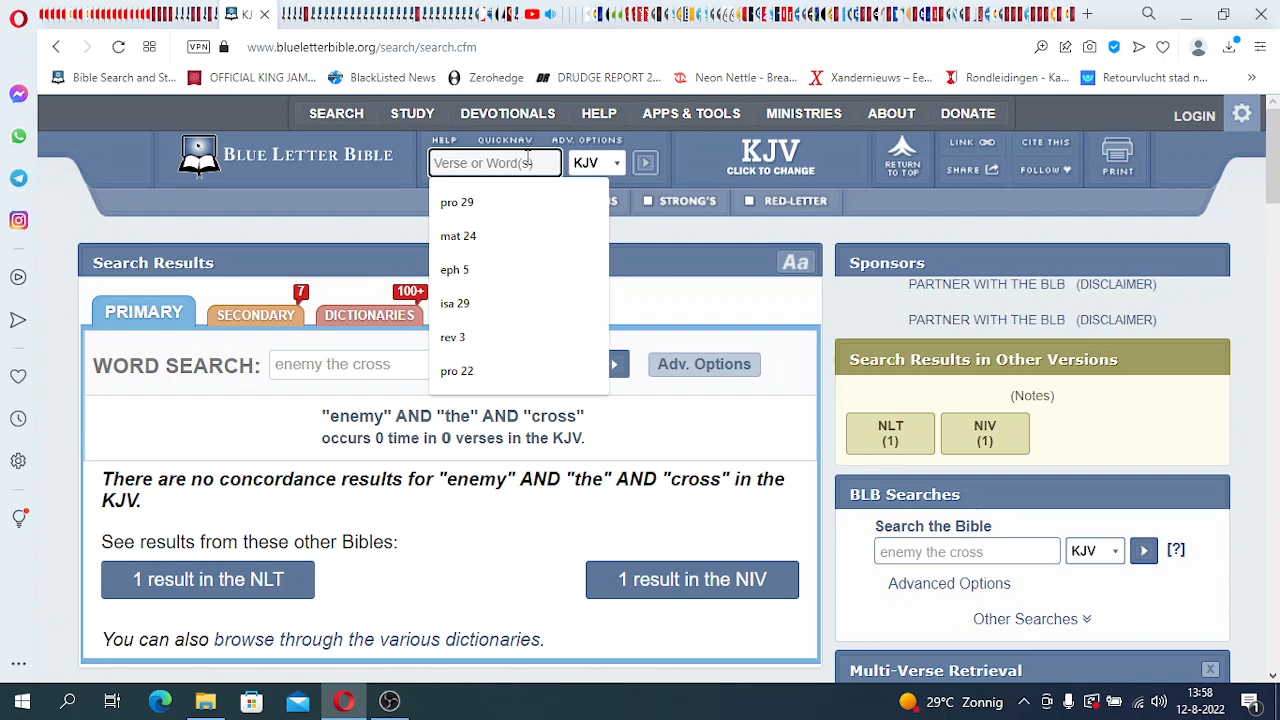 KJ
VPN
www.blueletterbible.org/search/search.cfm
Bible Search and St...
OFFICIAL KING JAM...
BlackListed News
Zerohedge
DRUDGE REPORT 2...
Neon Nettle - Brea...
Xandernieuws – Ee...
Rondleidingen - Ka...
Retourvlucht stad n...
SEARCH STUDY DEVOTIONALS HELP APPS & TOOLS MINISTRIES ABOUT DONATE LOGIN
BLUE LETTER BIBLE
HELP QUICKNAV ADV. OPTIONS
Verse or Word(s)
KJV
KJV
CLICK TO CHANGE
RETURN
TO TOP
LINK
CITE THIS
SHARE
FOLLOW
PRINT
STRONG'S
RED-LETTER
pro 29
mat 24
eph 5
isa 29
rev 3
pro 22
Search Results
Aa
7
100+
PRIMARY
SECONDARY
DICTIONARIES
WORD SEARCH:
enemy the cross
Adv. Options
"enemy" AND "the" AND "cross"
occurs 0 time in 0 verses in the KJV.
There are no concordance results for "enemy" AND "the" AND "cross" in the
KJV.
See results from these other Bibles:
1 result in the NLT
1 result in the NIV
You can also browse through the various dictionaries.
Sponsors
PARTNER WITH THE BLB (DISCLAIMER)
PARTNER WITH THE BLB (DISCLAIMER)
Search Results in Other Versions
(Notes)
NLT
(1)
NIV
(1)
BLB Searches
Search the Bible
enemy the cross
KJV
[?]
Advanced Options
Other Searches
Multi-Verse Retrieval
X
29°C Zonnig
13:58
12-8-2022
1